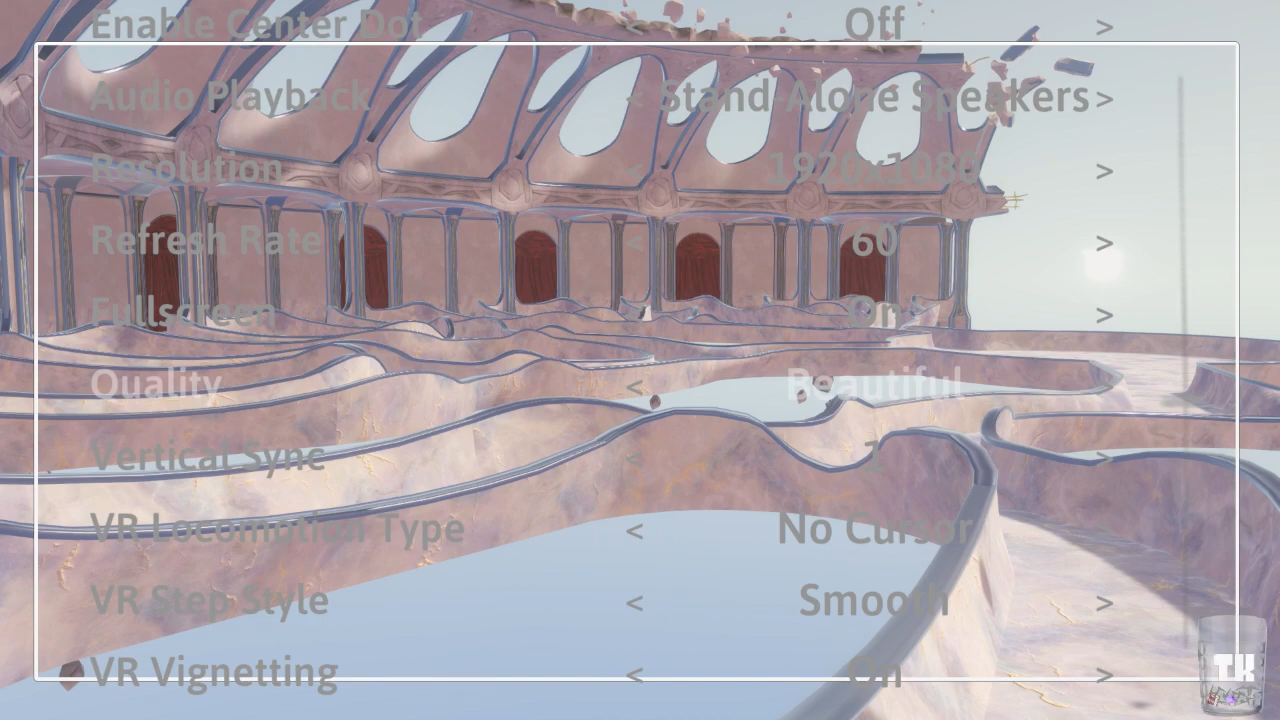 Enable Center Dot < Off >
Audio Playback < Stand-Alone Speakers >
Resolution < 1920x1080 >
Refresh Rate < 60 >
Fullscreen < On >
Quality < Beautiful
Vertical Sync < 1 >
VR Locomotion Type < No Cursor >
VR Step Style < Smooth >
VR Vignetting < On >
TK